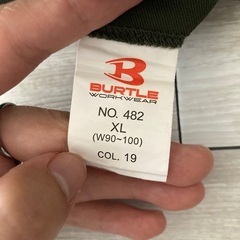 BURTLE
WORKWEAR
NO. 482
XL
(W90~100)
COL. 19